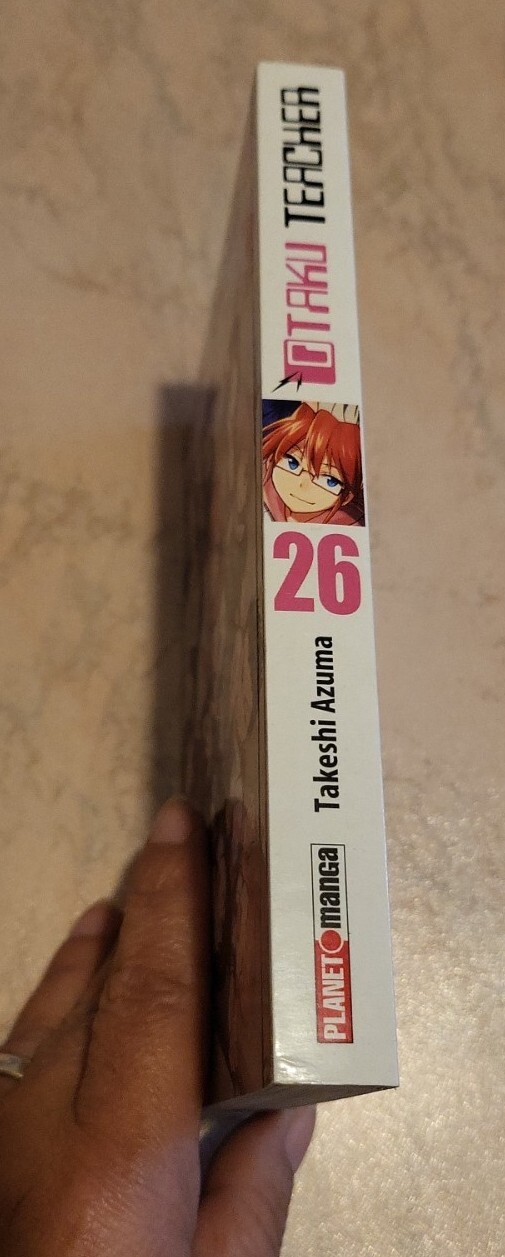 OTAKU TEACHER
26
Takeshi Azuma
PLANET manga